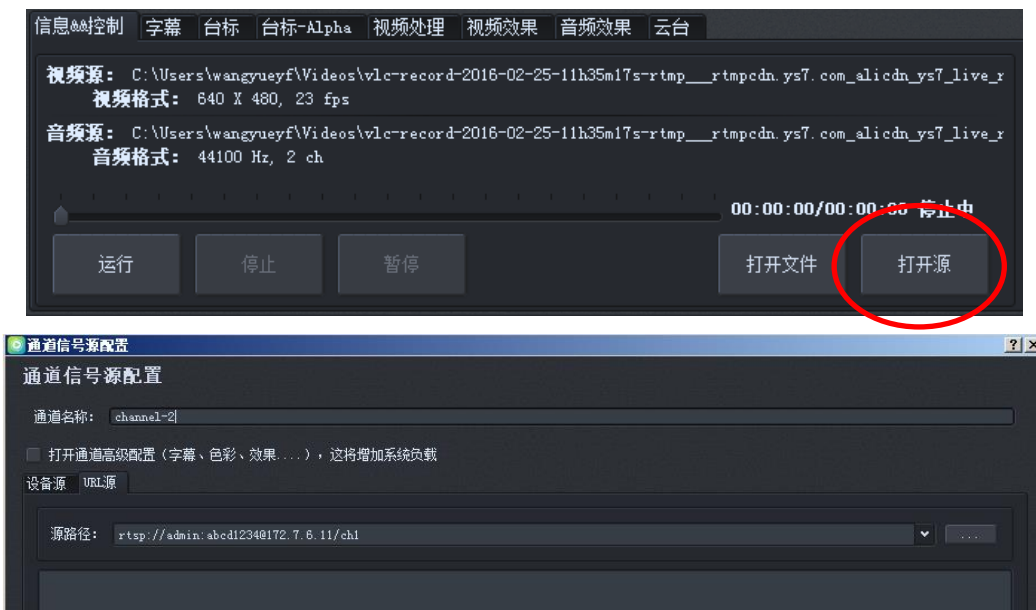 信息&&控制 字幕 台标 台标-Alpha 视频处理 视频效果 音频效果 云台
视频源: C:\Users\wangyueyf\Videos\vlc-record-2016-02-25-11h35m17s-rtmp___rtmpcdn.ys7.com_alicdn_ys7_live_r
视频格式: 640 X 480, 23 fps
音频源: C:\Users\wangyueyf\Videos\vlc-record-2016-02-25-11h35m17s-rtmp___rtmpcdn.ys7.com_alicdn_ys7_live_r
音频格式: 44100 Hz, 2 ch
00:00:00/00:00:00 停止中
运行 停止 暂停 打开文件 打开源
通道信号源配置
通道信号源配置
通道名称: channel-2
打开通道高级配置（字幕、色彩、效果....）,这将增加系统负载
设备源 URL源
源路径: rtsp://admin:abcd1234@172.7.6.11/ch1 ...